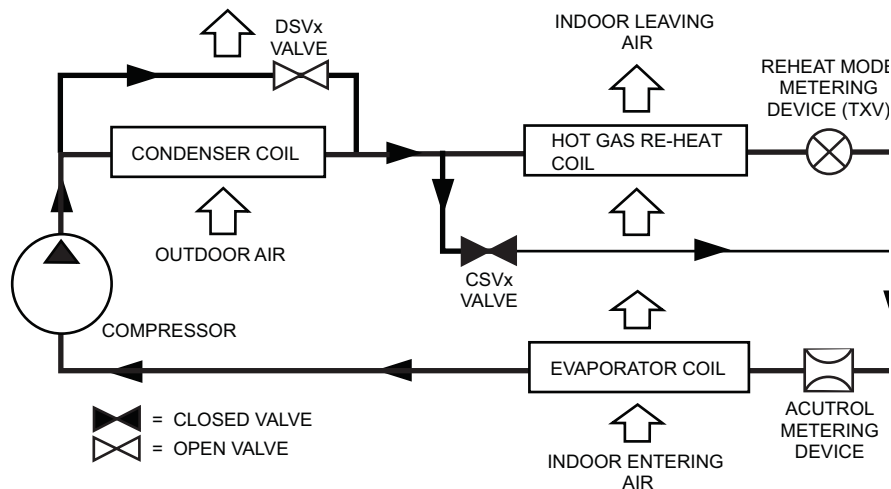 DSVx
VALVE
INDOOR LEAVING
AIR
REHEAT MODE
METERING
DEVICE (TXV)
CONDENSER COIL
HOT GAS RE-HEAT
COIL
OUTDOOR AIR
CSVx
VALVE
COMPRESSOR
EVAPORATOR COIL
ACUTROL
METERING
DEVICE
= CLOSED VALVE
= OPEN VALVE
INDOOR ENTERING
AIR